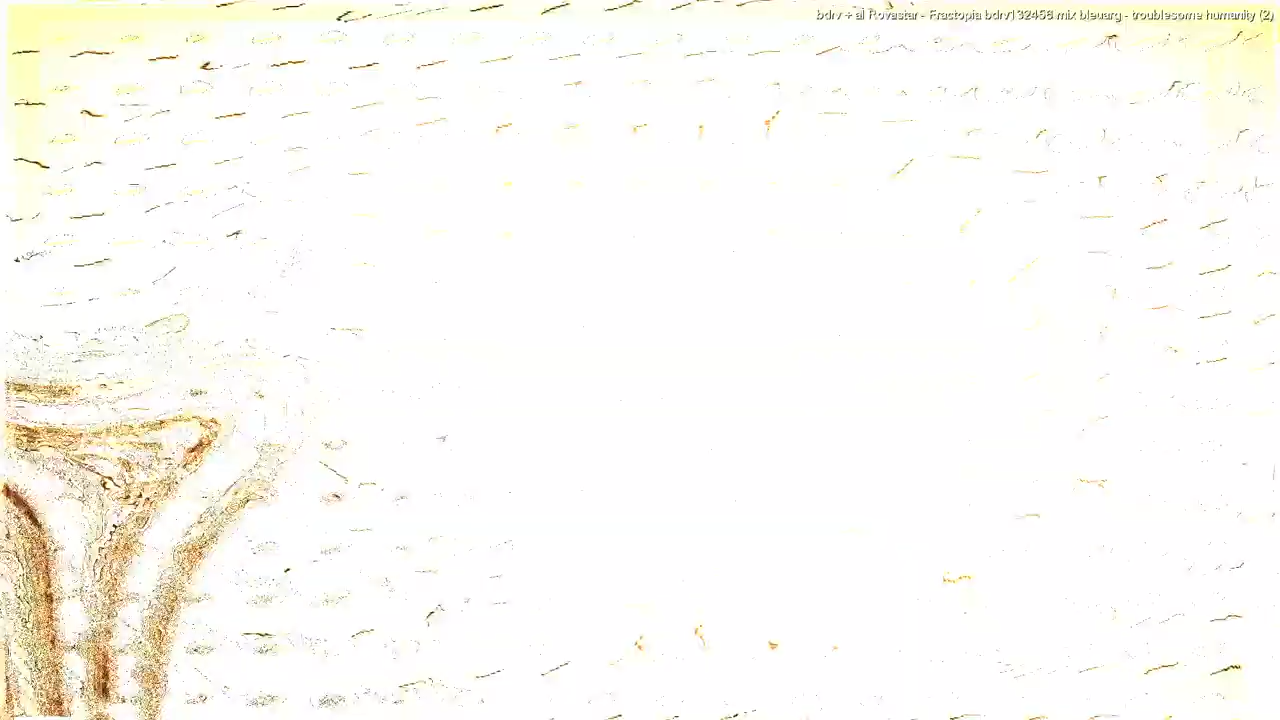 bdrv + al Rovastar - Fractopia bdrv132456 mix bleuarg - troublesome humanity (2)